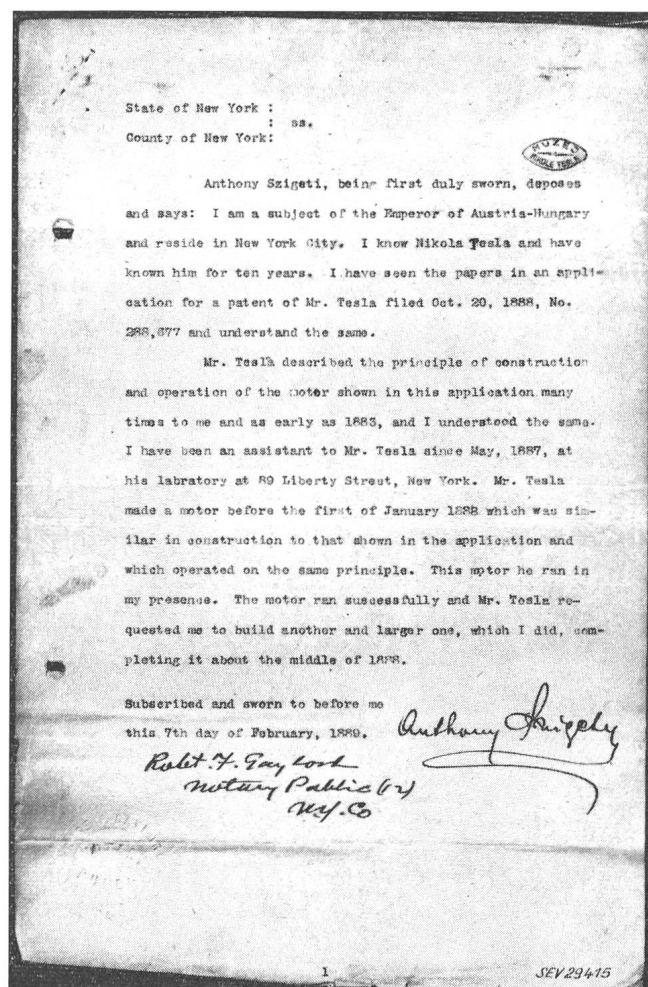 State of New York :
: ss.
County of New York:
MUZEJ
NIKOLE TESLE
Anthony Szigeti, being first duly sworn, deposes
and says: I am a subject of the Emperor of Austria-Hungary
and reside in New York City. I know Nikola Tesla and have
known him for ten years. I have seen the papers in an appli-
cation for a patent of Mr. Tesla filed Oct. 20, 1888, No.
288,677 and understand the same.
Mr. Tesla described the principle of construction
and operation of the motor shown in this application many
times to me and as early as 1883, and I understood the same.
I have been an assistant to Mr. Tesla since May, 1887, at
his labratory at 89 Liberty Street, New York. Mr. Tesla
made a motor before the first of January 1888 which was sim-
ilar in construction to that shown in the application and
which operated on the same principle. This motor he ran in
my presence. The motor ran successfully and Mr. Tesla re-
quested me to build another and larger one, which I did, com-
pleting it about the middle of 1888.
Subscribed and sworn to before me
this 7th day of February, 1889.
Anthony Szigety
Robt. F. Gaylord
Notary Public (12)
N.Y. Co
1
SEV29415